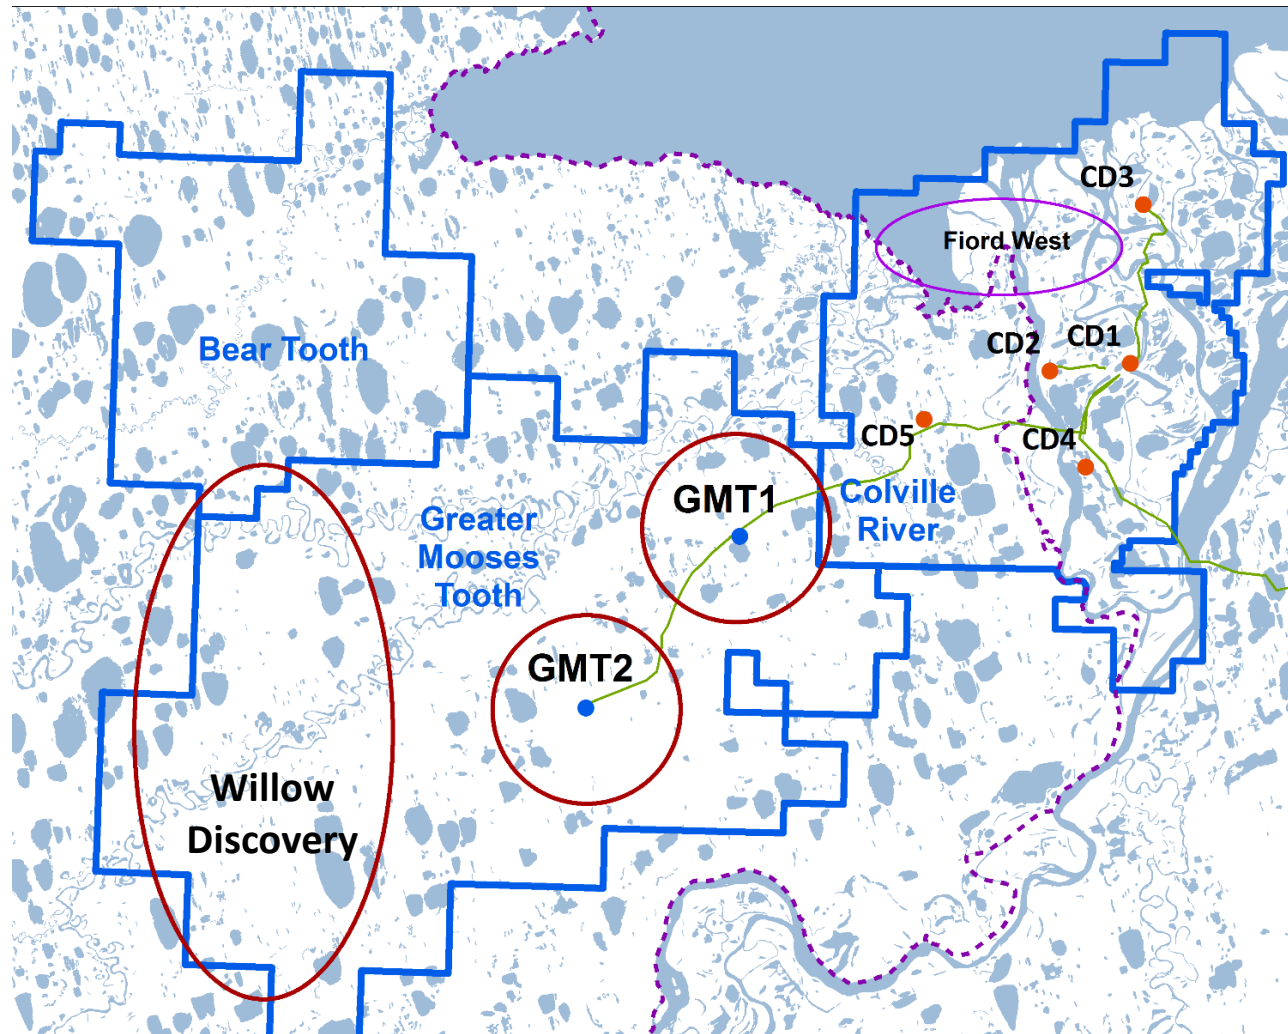 CD3
Fiord West
CD2
CD1
Bear Tooth
CD5
CD4
GMT1
Colville
River
Greater
Mooses
Tooth
GMT2
Willow
Discovery